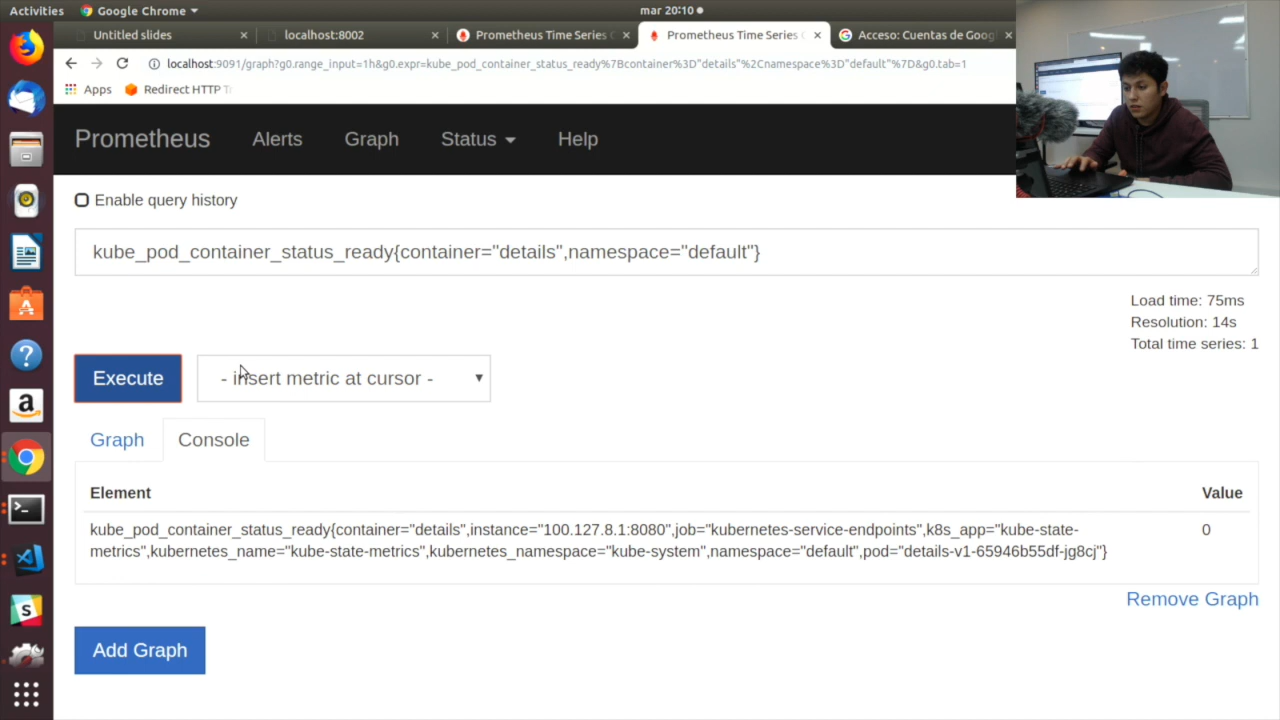 Activities
Google Chrome
mar 20:10
Untitled slides
localhost:8002
Prometheus Time Series C
Prometheus Time Series C
Acceso: Cuentas de Goog
localhost:9091/graph?g0.range_input=1h&g0.expr=kube_pod_container_status_ready%7Bcontainer%3D"details"%2Cnamespace%3D"default"%7D&g0.tab=1
Apps
Redirect HTTP T
Prometheus
Alerts
Graph
Status
Help
Enable query history
kube_pod_container_status_ready{container="details",namespace="default"}
Load time: 75ms
Resolution: 14s
Total time series: 1
Execute
- insert metric at cursor -
Graph
Console
Element
Value
kube_pod_container_status_ready{container="details",instance="100.127.8.1:8080",job="kubernetes-service-endpoints",k8s_app="kube-state-
metrics",kubernetes_name="kube-state-metrics",kubernetes_namespace="kube-system",namespace="default",pod="details-v1-65946b55df-jg8cj"}
0
Remove Graph
Add Graph